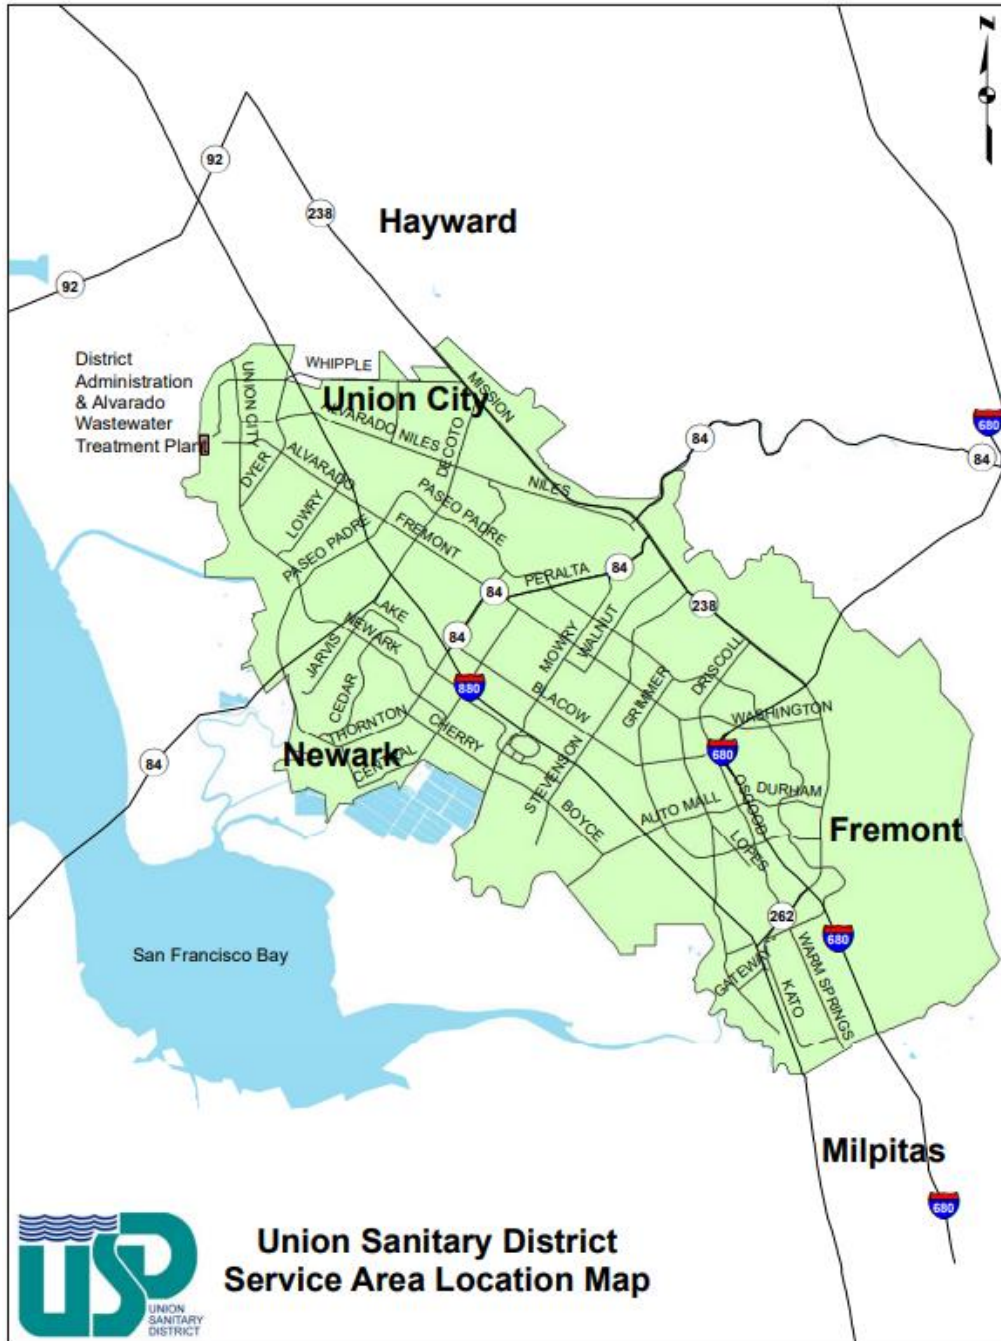 Z
92
238
Hayward
92
District
Administration
& Alvarado
Wastewater
Treatment Plant
WHIPPLE
UNION CITY
Union City
MISSION
680
84
84
ALVARADO NILES
DECOTO
DYER
ALVARADO
NILES
LOWRY
PASEO PADRE
PASEO PADRE
FREMONT
PERALTA
84
84
238
LAKE
84
NEWARK
JARVIS
MOWRY
WALNUT
880
CEDAR
BLACOW
GRIMMER
DRISCOLL
THORNTON
CHERRY
WASHINGTON
Newark
CENTRAL
680
84
STEVENSON
OSGOOD
DURHAM
BOYCE
AUTO MALL
Fremont
LOPES
262
San Francisco Bay
680
GATEWAY
KATO
WARM SPRINGS
Milpitas
680
USD
UNION
SANITARY
DISTRICT
Union Sanitary District
Service Area Location Map